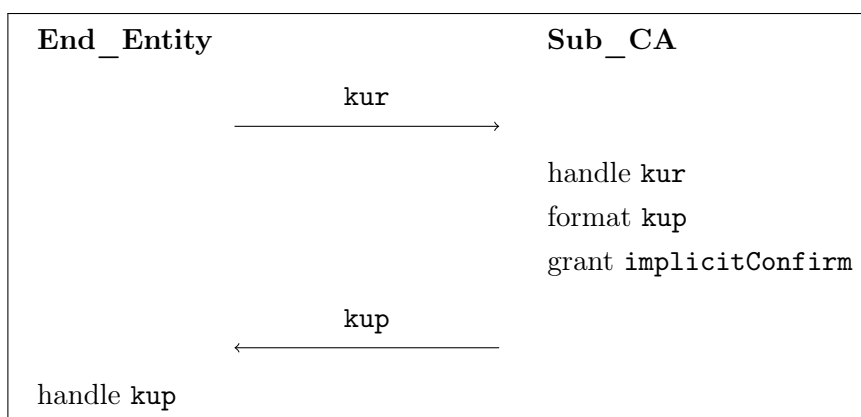 End_Entity Sub_CA
kur
handle kur
format kup
grant implicitConfirm
kup
handle kup